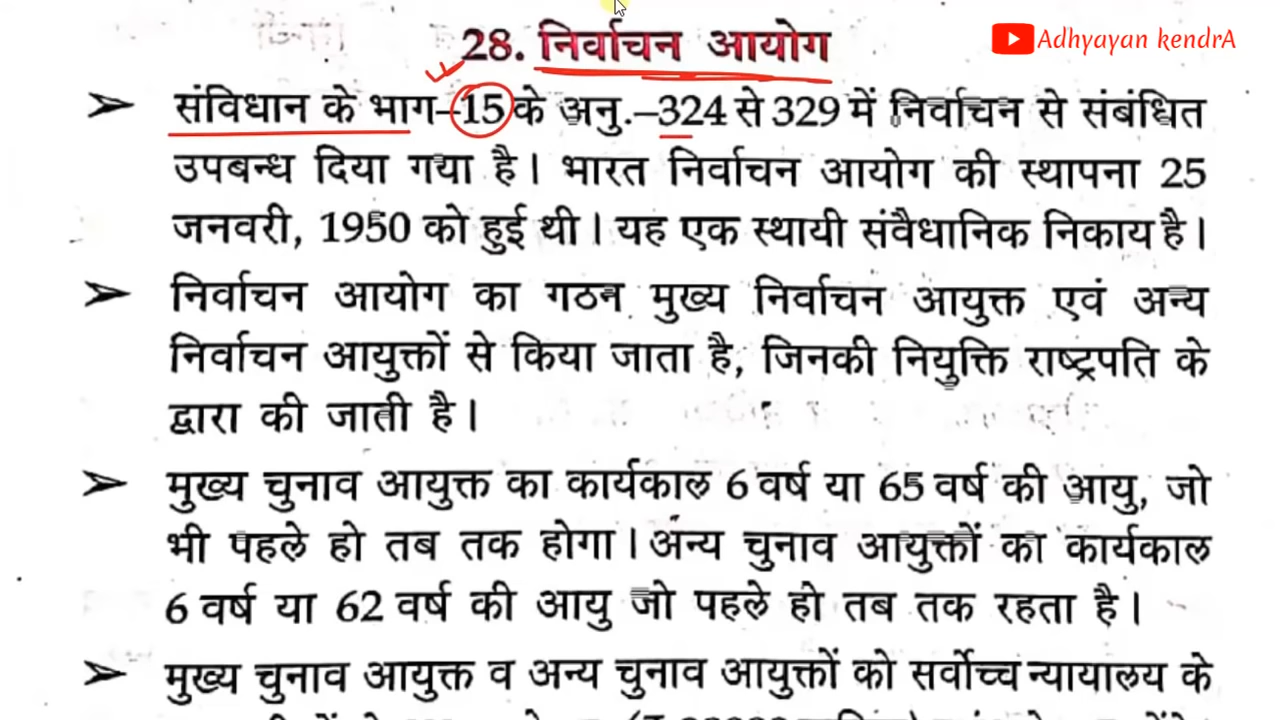 28. निर्वाचन आयोग
Adhyayan kendrA
➢ संविधान के भाग–15 के अनु.–324 से 329 में निर्वाचन से संबंधित
उपबन्ध दिया गया है। भारत निर्वाचन आयोग की स्थापना 25
जनवरी, 1950 को हुई थी। यह एक स्थायी संवैधानिक निकाय है।
➢ निर्वाचन आयोग का गठन मुख्य निर्वाचन आयुक्त एवं अन्य
निर्वाचन आयुक्तों से किया जाता है, जिनकी नियुक्ति राष्ट्रपति के
द्वारा की जाती है।
➢ मुख्य चुनाव आयुक्त का कार्यकाल 6 वर्ष या 65 वर्ष की आयु, जो
भी पहले हो तब तक होगा। अन्य चुनाव आयुक्तों का कार्यकाल
6 वर्ष या 62 वर्ष की आयु जो पहले हो तब तक रहता है।
➢ मुख्य चुनाव आयुक्त व अन्य चुनाव आयुक्तों को सर्वोच्च न्यायालय के